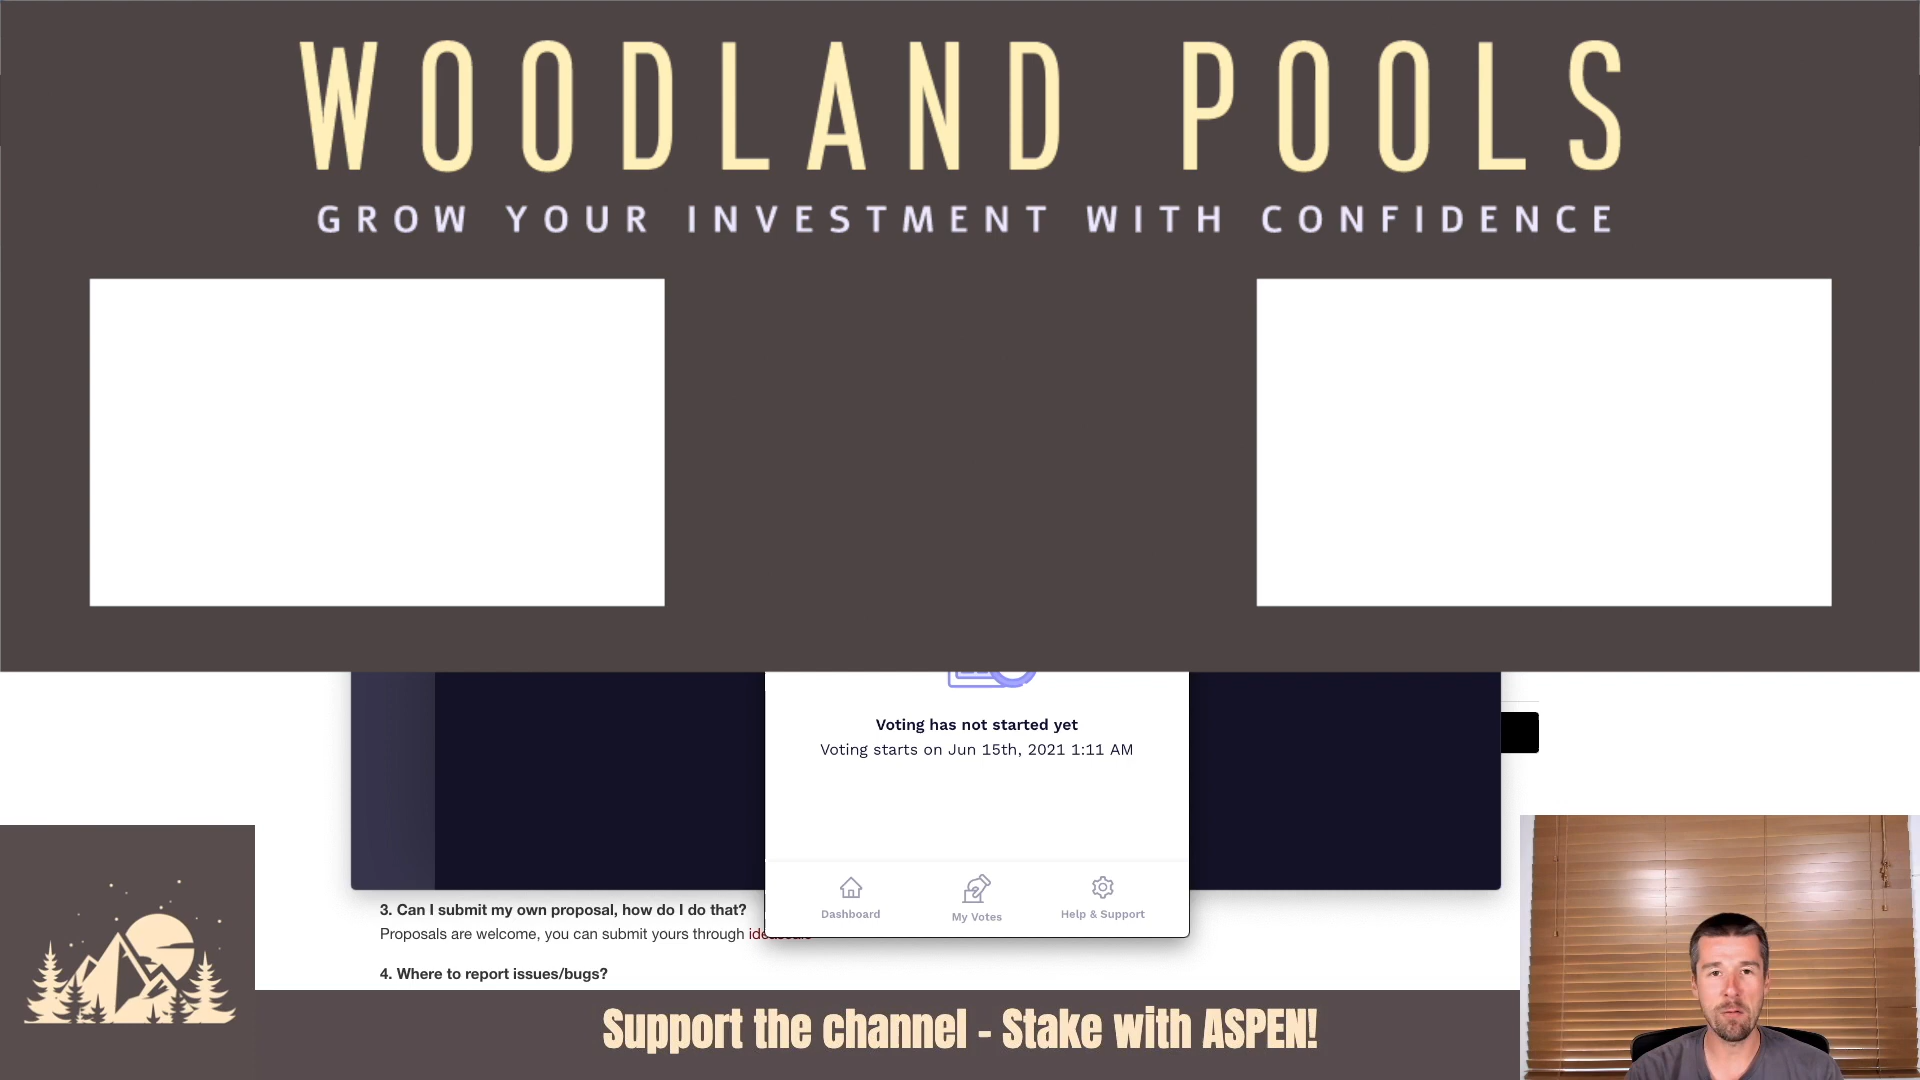 WOODLAND POOLS
GROW YOUR INVESTMENT WITH CONFIDENCE
Voting has not started yet
Voting starts on Jun 15th, 2021 1:11 AM
Dashboard
My Votes
Help & Support
3. Can I submit my own proposal, how do I do that?
Proposals are welcome, you can submit yours through
4. Where to report issues/bugs?
Support the channel - Stake with ASPEN!